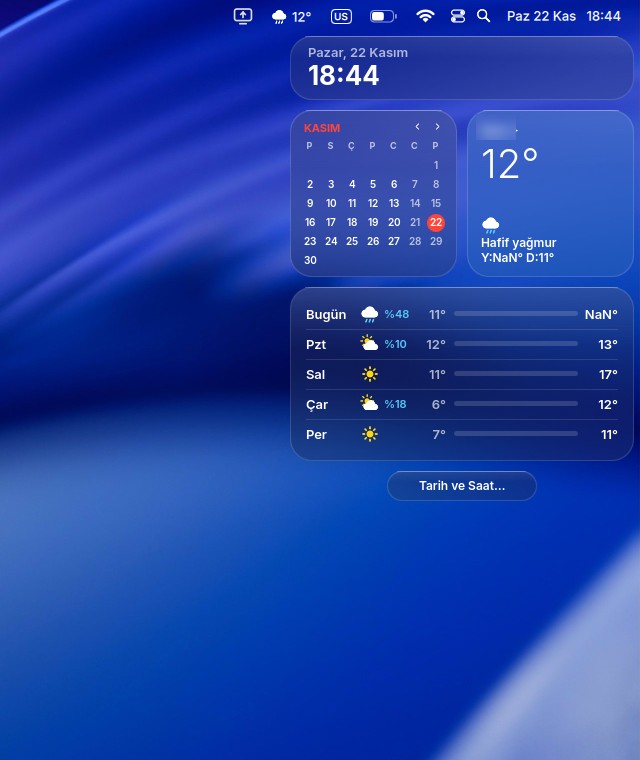 12° US Paz 22 Kas 18:44
Pazar, 22 Kasım
18:44
KASIM
P S Ç P C C P
1
2 3 4 5 6 7 8
9 10 11 12 13 14 15
16 17 18 19 20 21 22
23 24 25 26 27 28 29
30
12°
Hafif yağmur
Y:NaN° D:11°
Bugün %48 11° NaN°
Pzt %10 12° 13°
Sal 11° 17°
Çar %18 6° 12°
Per 7° 11°
Tarih ve Saat...